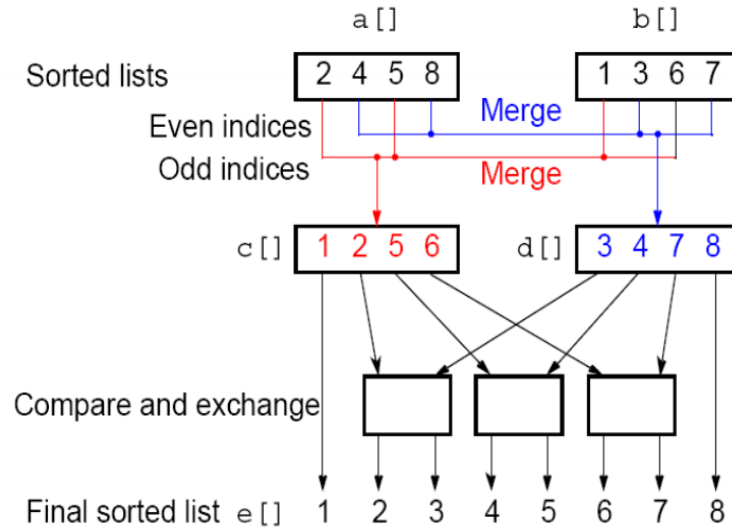 a[] b[]
Sorted lists 2 4 5 8 1 3 6 7
Even indices Merge
Odd indices Merge
c[] 1 2 5 6 d[] 3 4 7 8
Compare and exchange
Final sorted list e[] 1 2 3 4 5 6 7 8